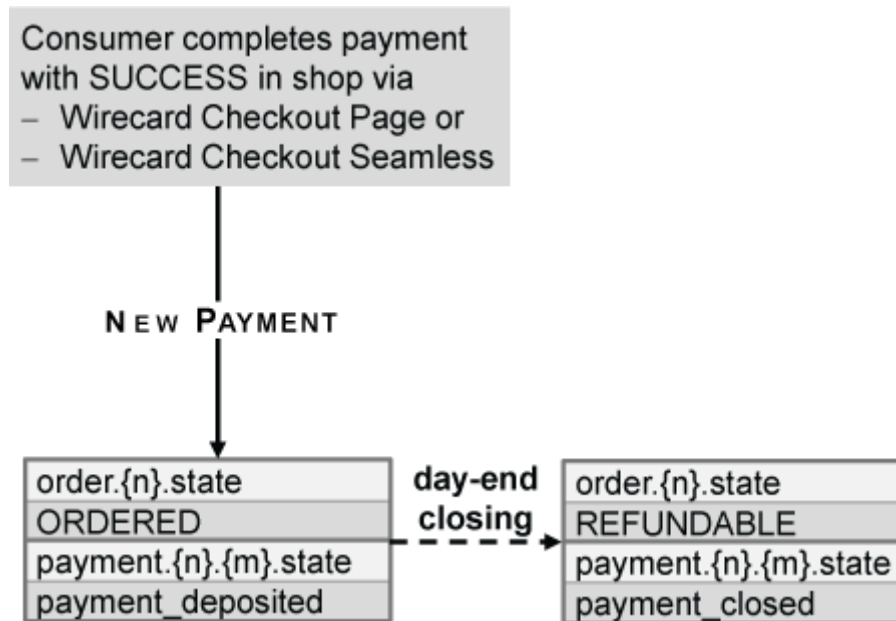 Consumer completes payment
with SUCCESS in shop via
– Wirecard Checkout Page or
– Wirecard Checkout Seamless
NEW PAYMENT
order.{n}.state
ORDERED
payment.{n}.{m}.state
payment_deposited
day-end
closing
order.{n}.state
REFUNDABLE
payment.{n}.{m}.state
payment_closed